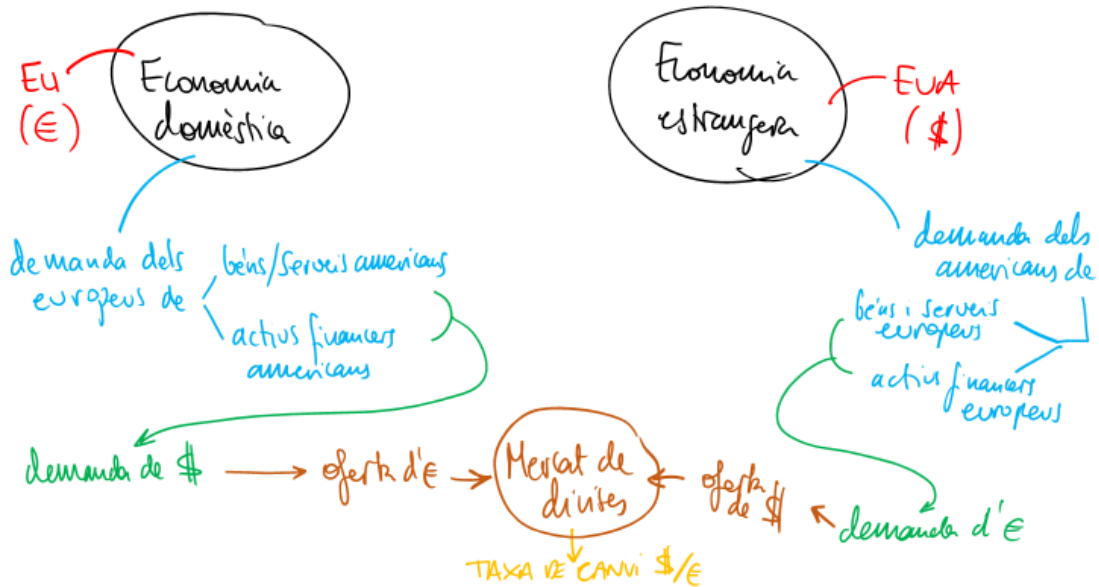 Eu
(€)
Economia
domèstica
Economia
estrangera
EUA
($)
demanda dels
europeus de
béns/serveis americans
actius financers
americans
demanda dels
americans de
béns i serveis
europeus
actius financers
europeus
demanda de $
oferta d'€
Mercat de
divises
oferta
de $
demanda d'€
TAXA DE CANVI $/€